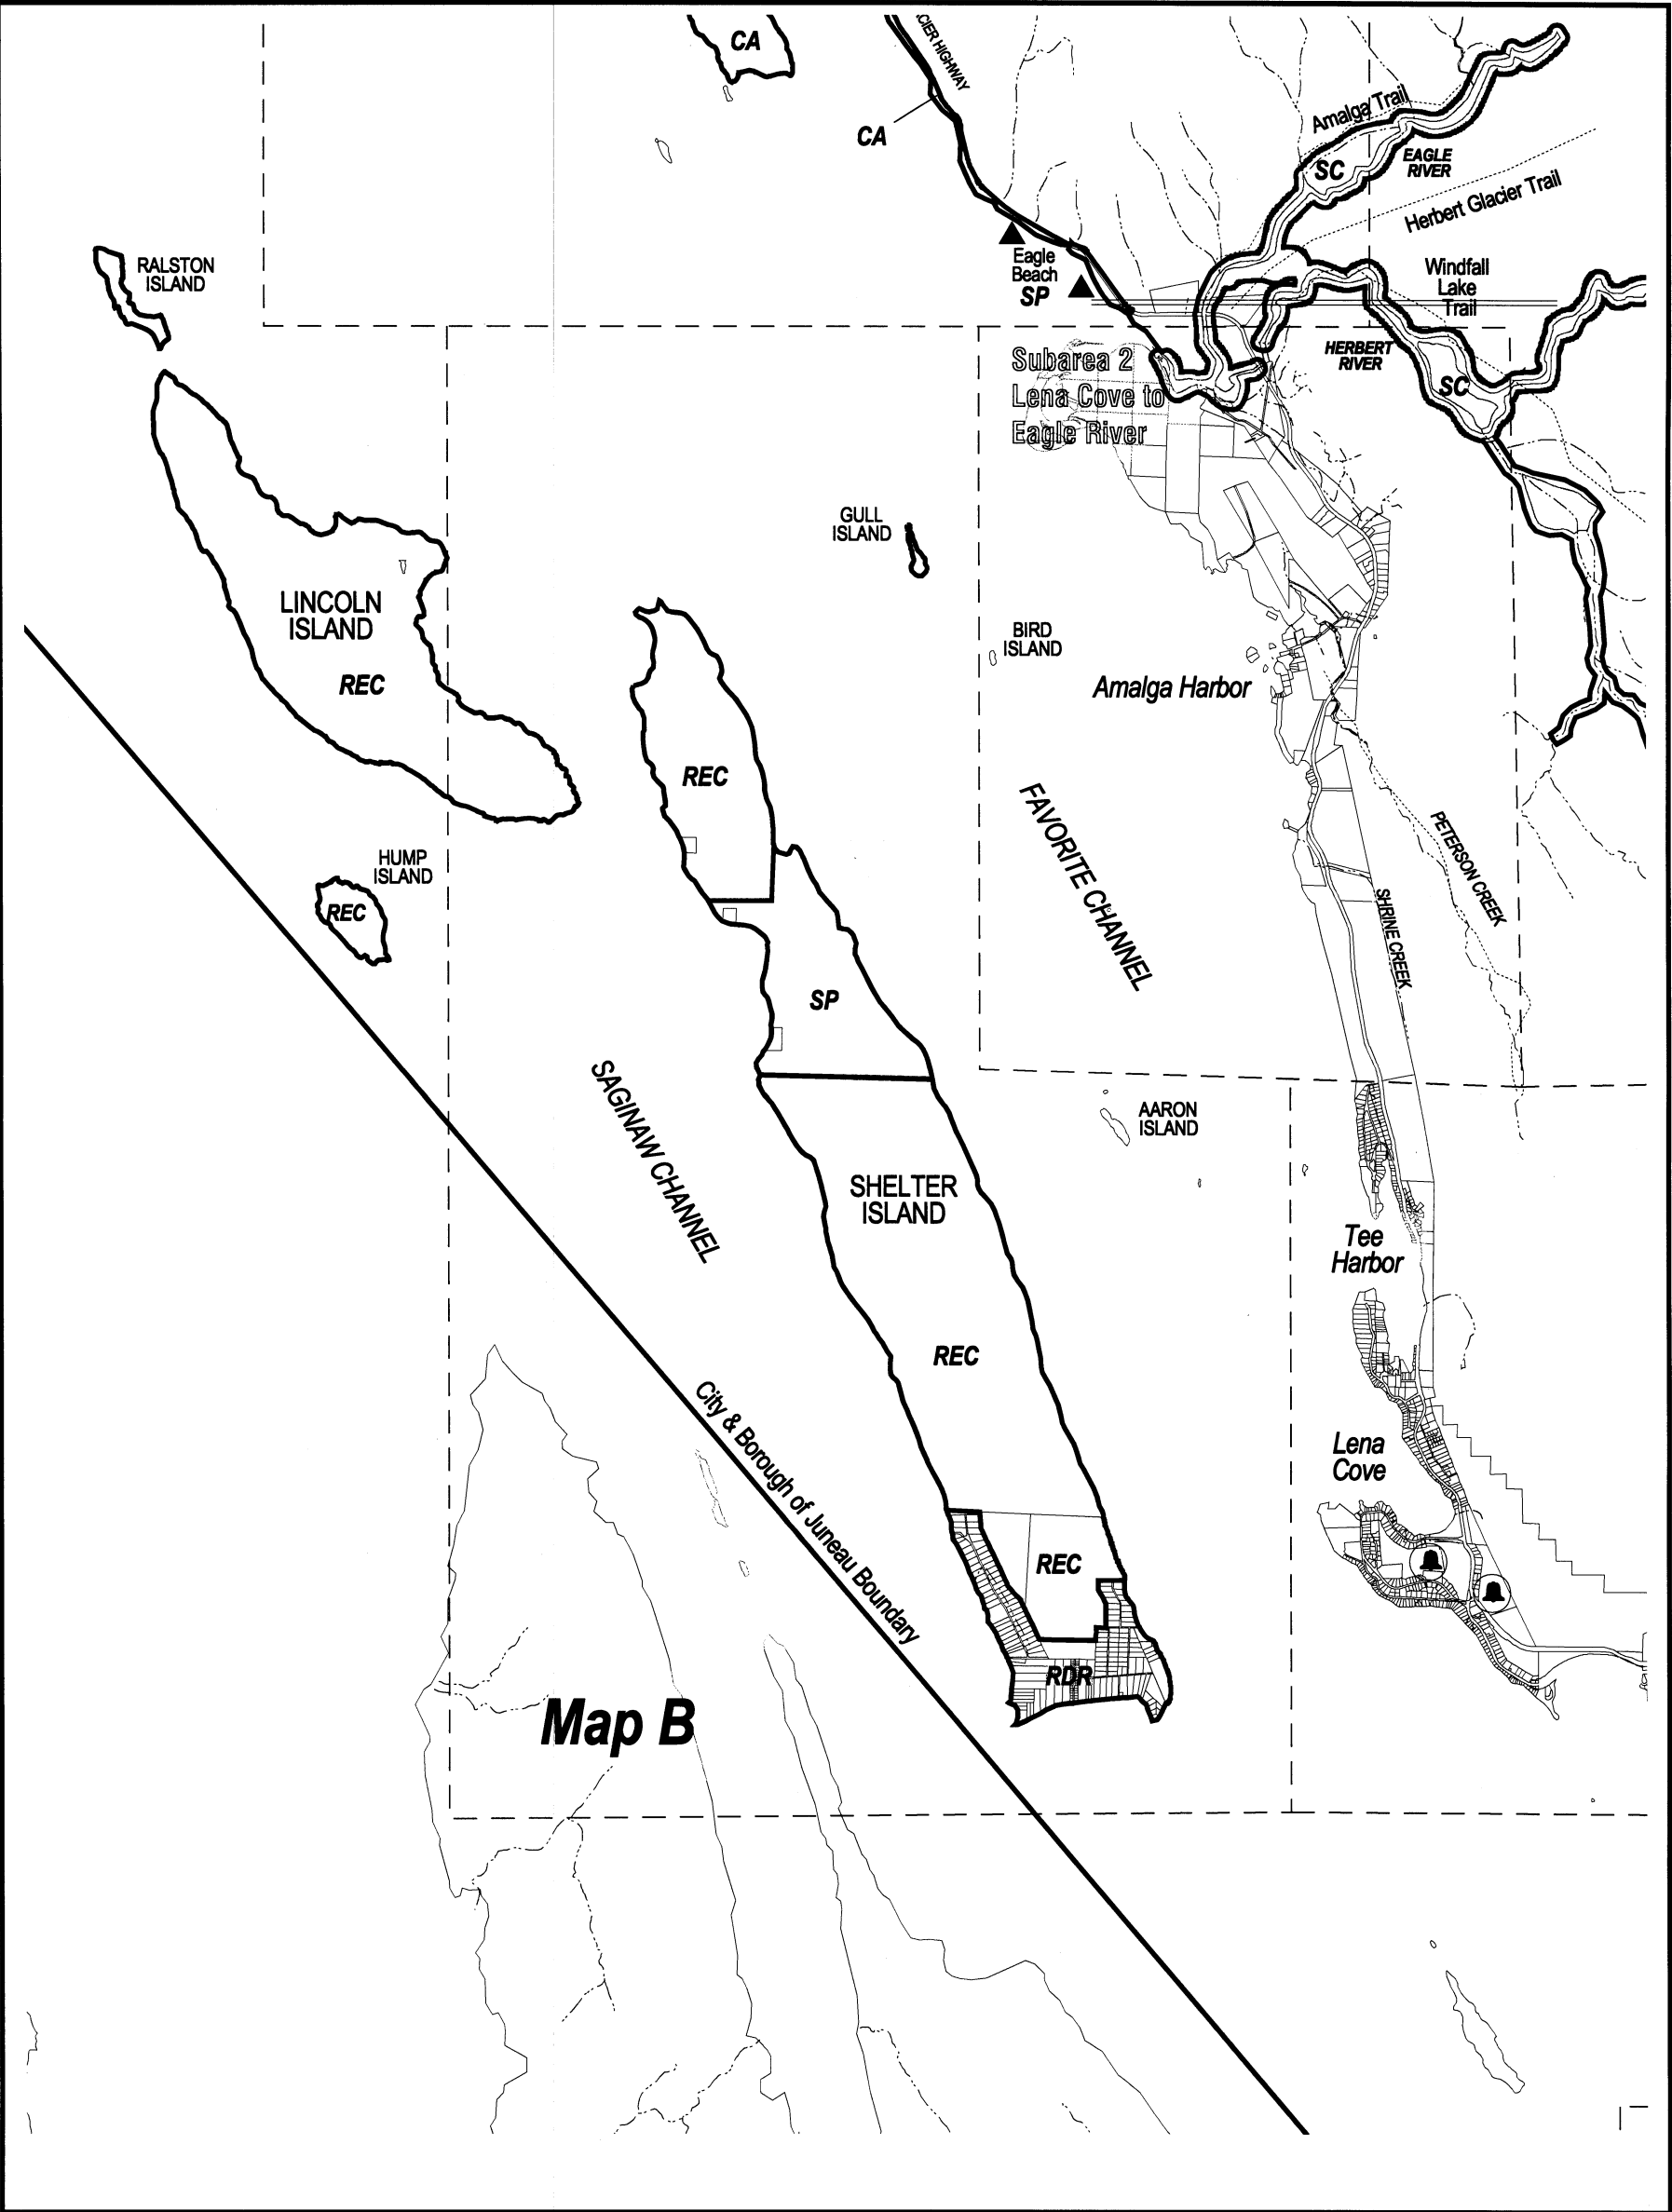 CA
CIER HIGHWAY
CA
Amalga Trail
SC
EAGLE
RIVER
Herbert Glacier Trail
RALSTON
ISLAND
Eagle
Beach
SP
Windfall
Lake
Trail
HERBERT
RIVER
SC
Subarea 2
Lena Cove to
Eagle River
GULL
ISLAND
LINCOLN
ISLAND
REC
BIRD
ISLAND
Amalga Harbor
REC
FAVORITE CHANNEL
PETERSON CREEK
HUMP
ISLAND
REC
SHRINE CREEK
SP
SAGINAW CHANNEL
AARON
ISLAND
SHELTER
ISLAND
Tee
Harbor
REC
City & Borough of Juneau Boundary
Lena
Cove
REC
RDR
Map B